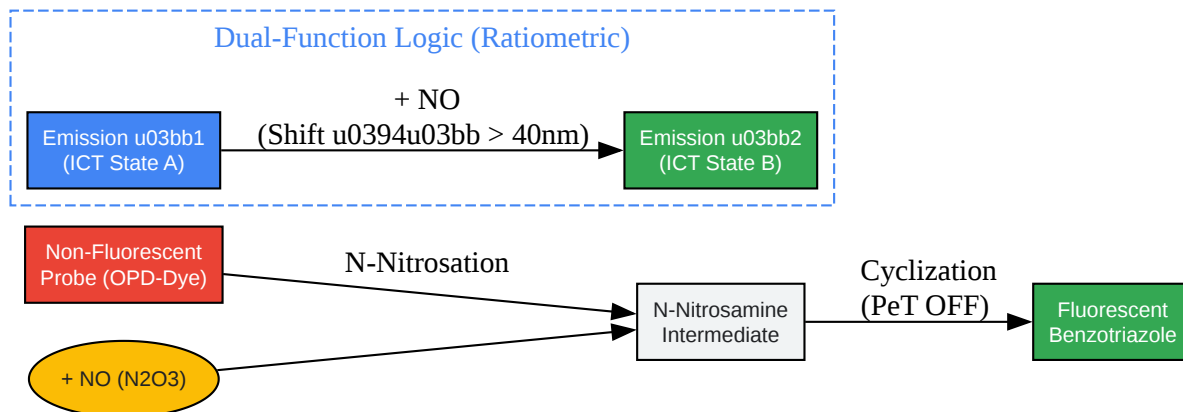 Dual-Function Logic (Ratiometric)
Emission u03bb1
(ICT State A)
+ NO
(Shift u0394u03bb > 40nm)
Emission u03bb2
(ICT State B)
Non-Fluorescent
Probe (OPD-Dye)
N-Nitrosation
+ NO (N2O3)
N-Nitrosamine
Intermediate
Cyclization
(PeT OFF)
Fluorescent
Benzotriazole